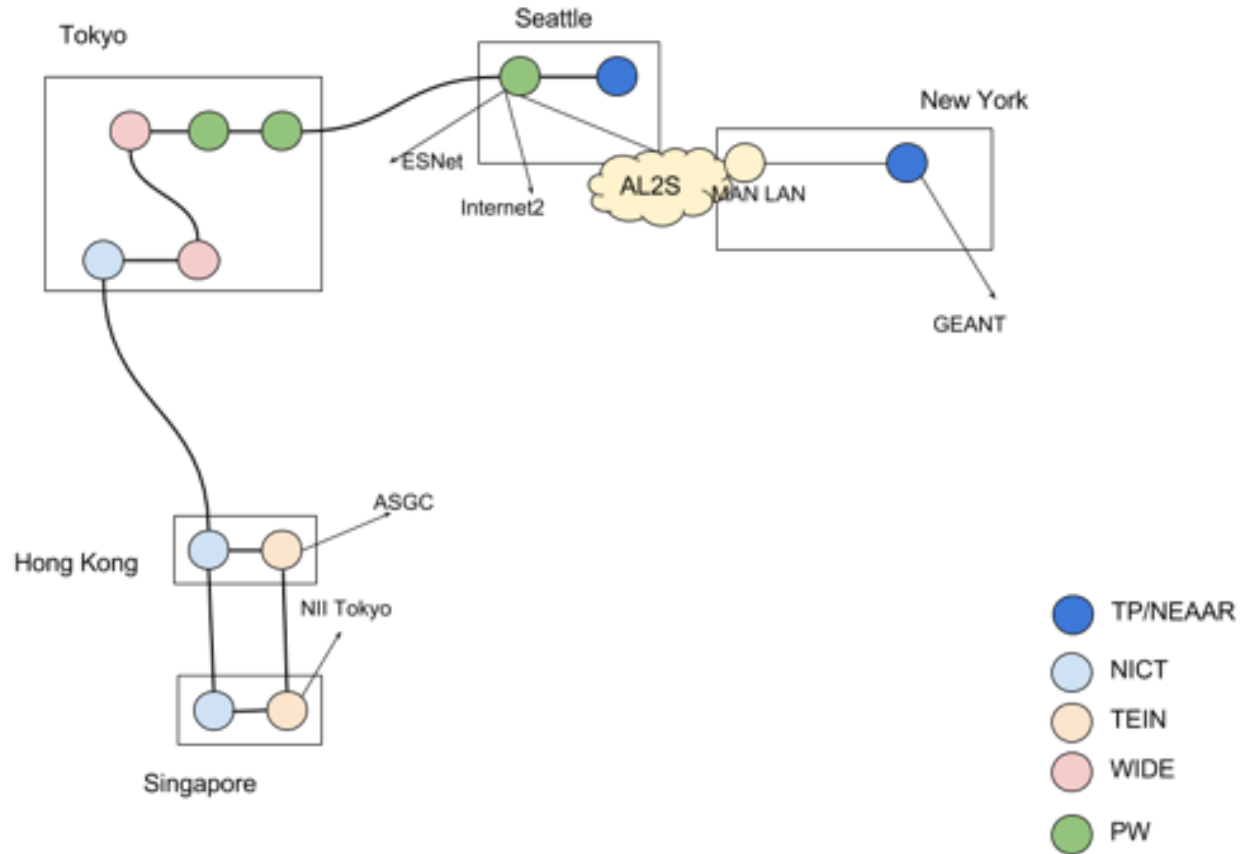 Seattle
Tokyo
New York
ESNet
AL2S
MAN LAN
Internet2
GEANT
ASGC
Hong Kong
NII Tokyo
TP/NEAAR
NICT
TEIN
WIDE
Singapore
PW